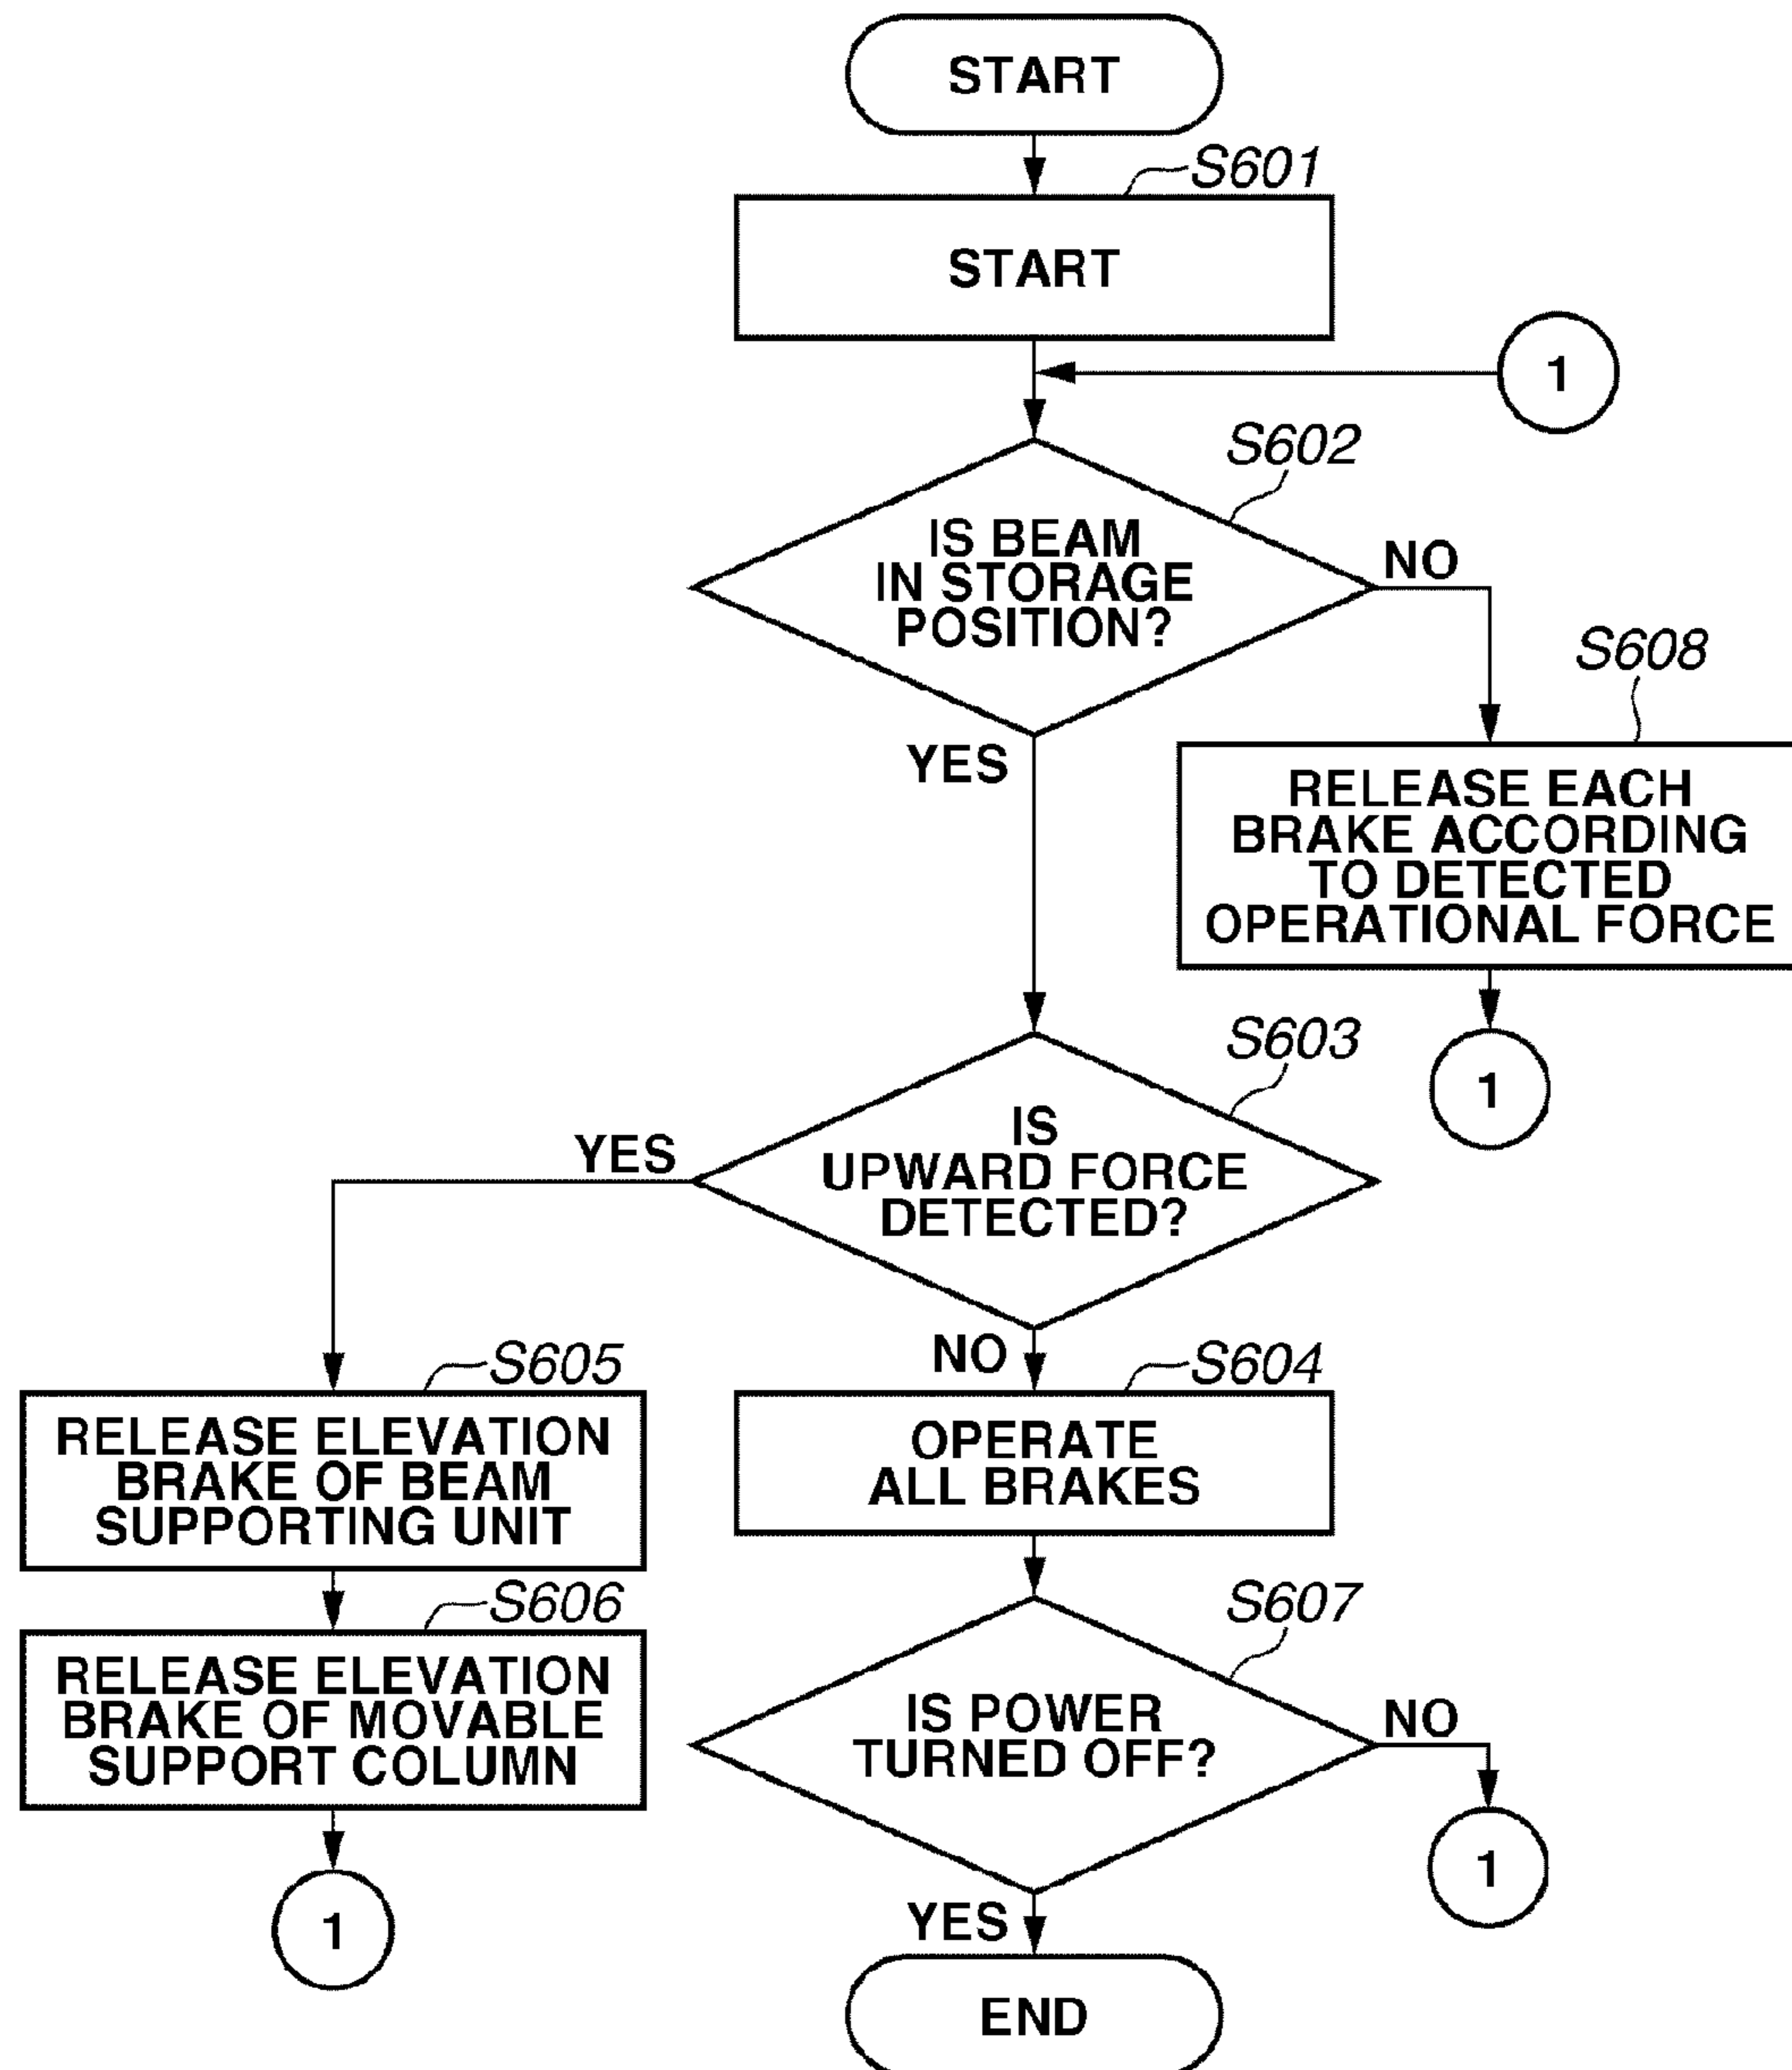 START
S601
START
1
S602
IS BEAM
IN STORAGE
POSITION?
NO
YES
S608
RELEASE EACH
BRAKE ACCORDING
TO DETECTED
OPERATIONAL FORCE
1
S603
IS
UPWARD FORCE
DETECTED?
YES
NO
S605
RELEASE ELEVATION
BRAKE OF BEAM
SUPPORTING UNIT
S606
RELEASE ELEVATION
BRAKE OF MOVABLE
SUPPORT COLUMN
1
S604
OPERATE
ALL BRAKES
S607
IS POWER
TURNED OFF?
NO
1
YES
END